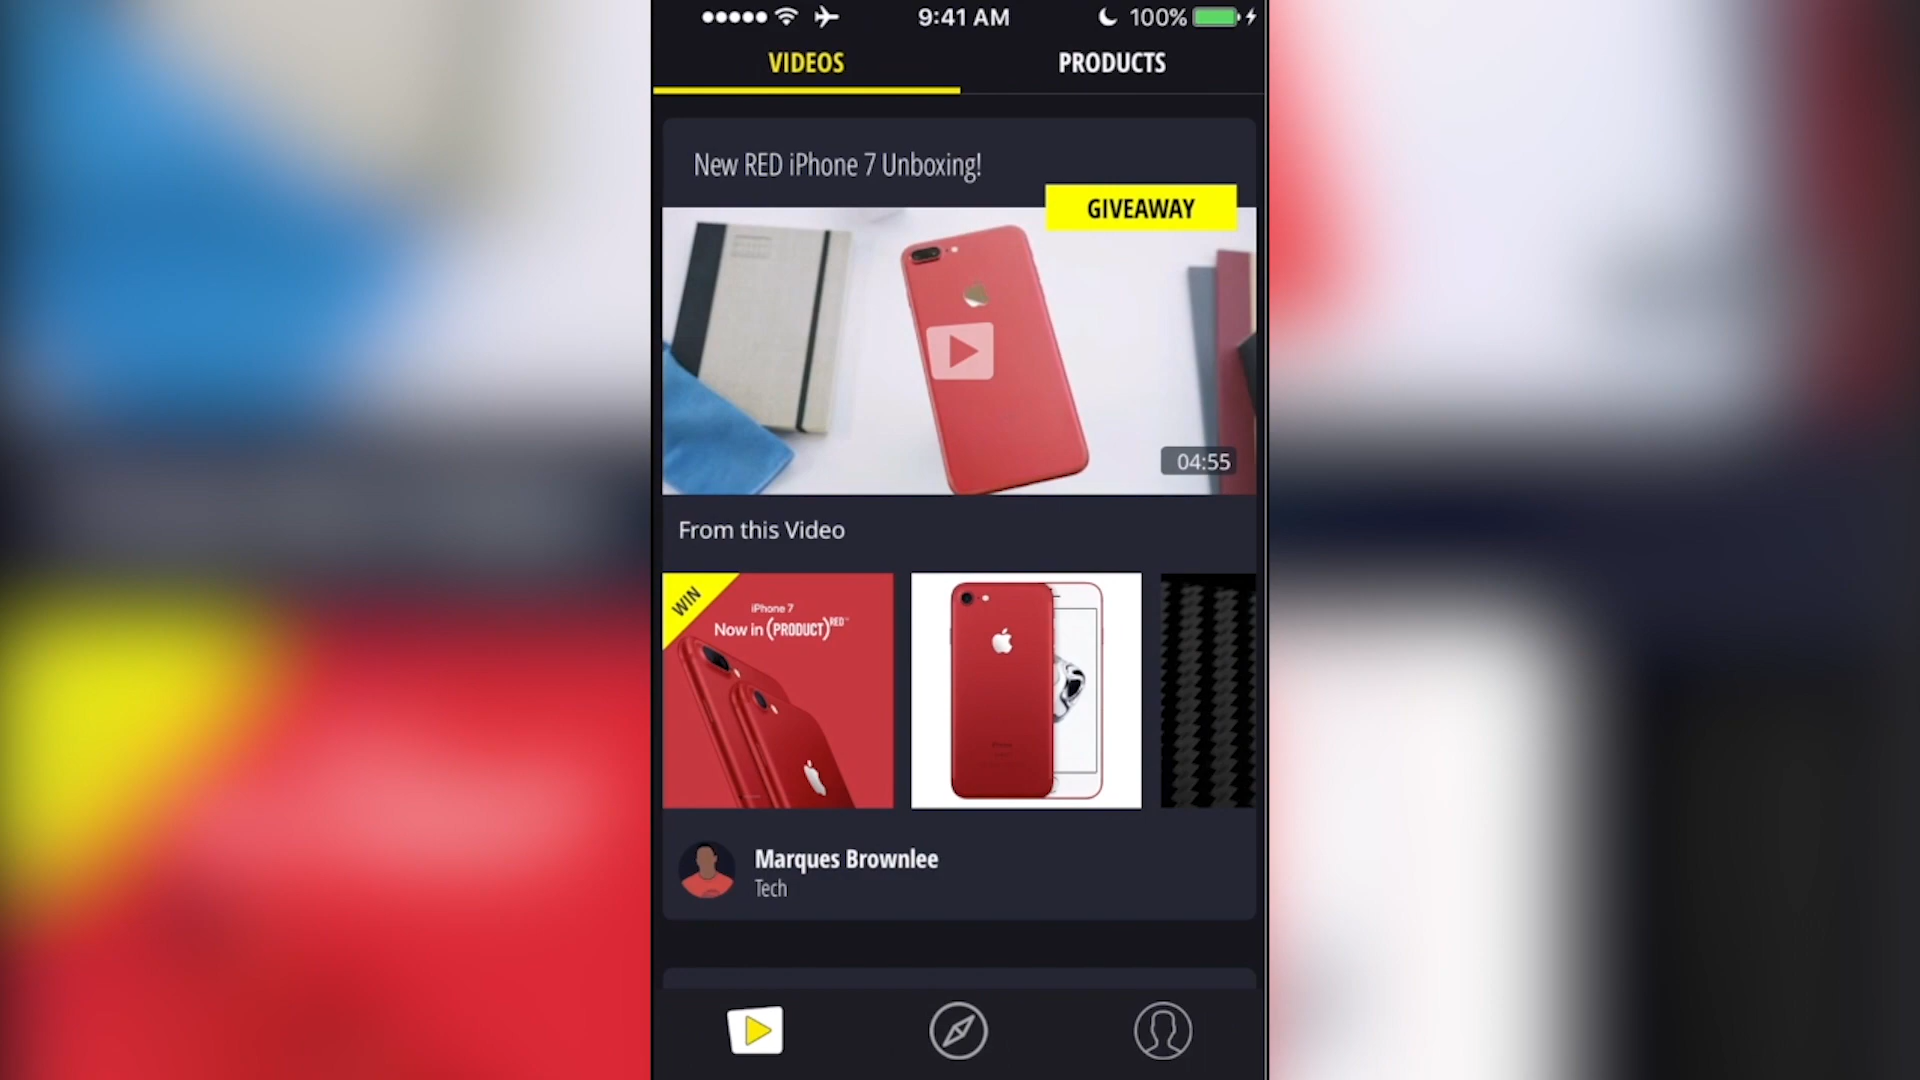 9:41 AM
100%
VIDEOS
PRODUCTS
New RED iPhone 7 Unboxing!
GIVEAWAY
04:55
From this Video
WIN
iPhone 7
Now in (PRODUCT)RED™
Marques Brownlee
Tech